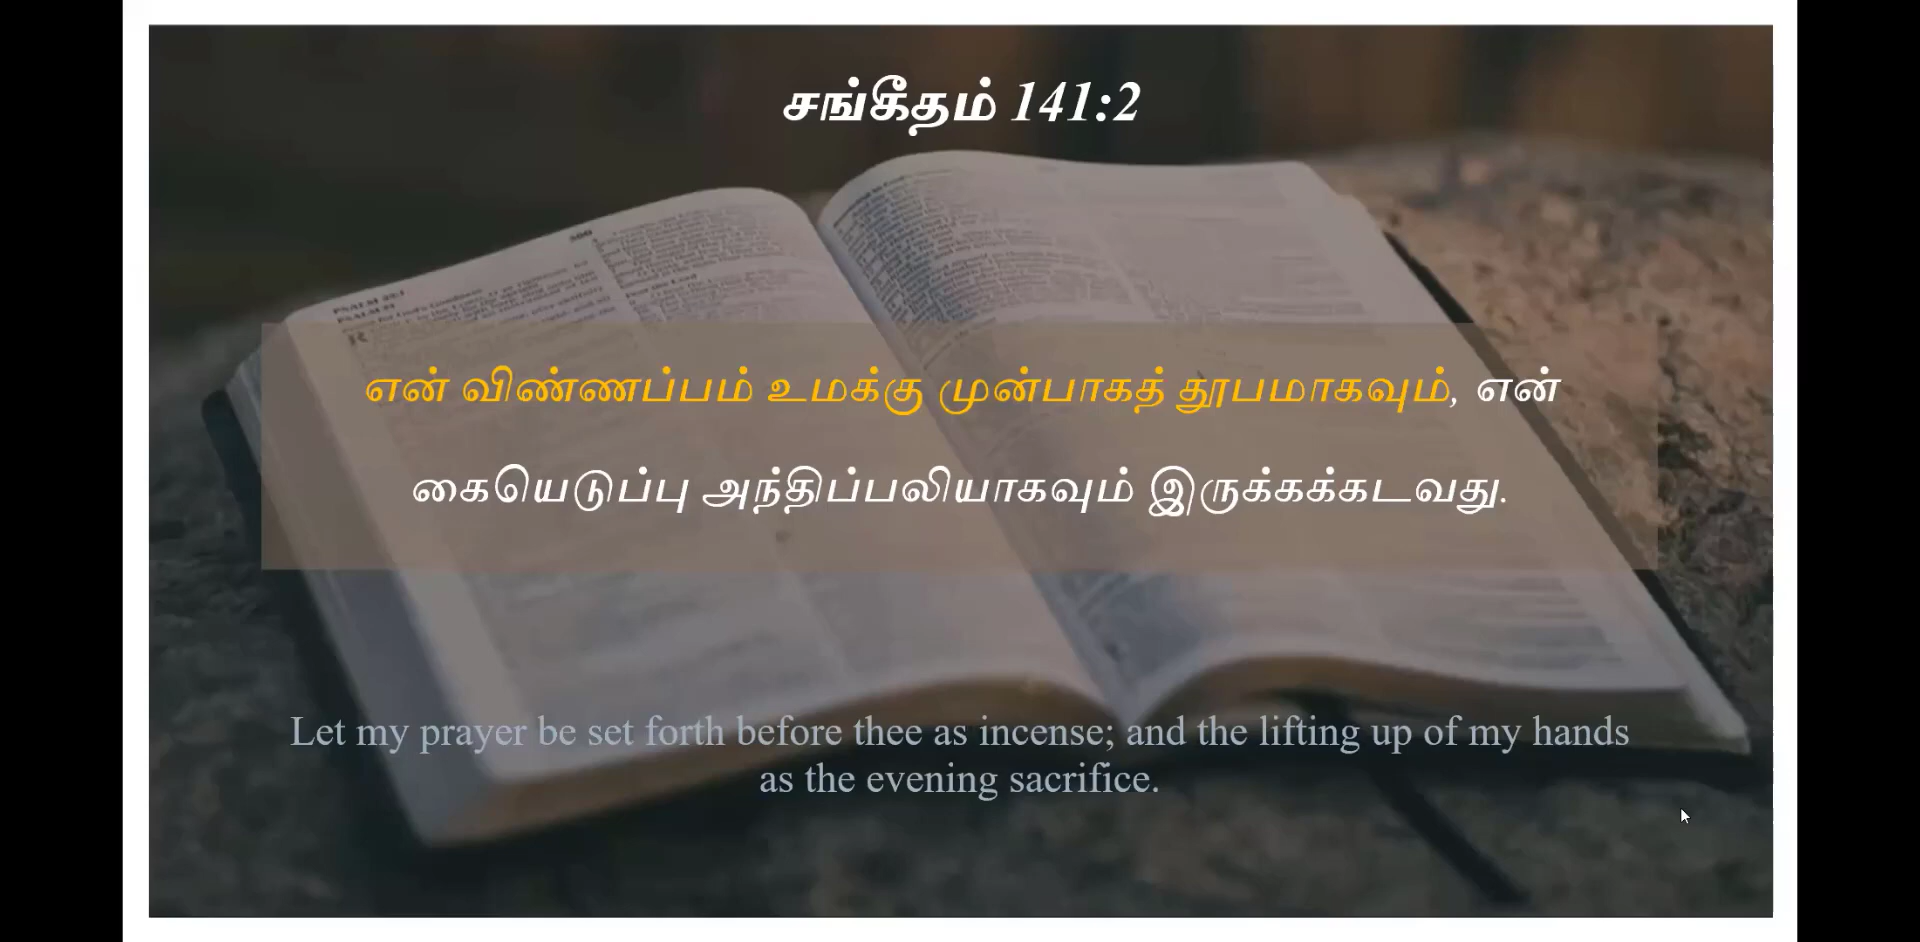 சங்கீதம் 141:2
என் விண்ணப்பம் உமக்கு முன்பாகத் தூபமாகவும், என்
கையெடுப்பு அந்திப்பலியாகவும் இருக்கக்கடவது.
Let my prayer be set forth before thee as incense; and the lifting up of my hands
as the evening sacrifice.